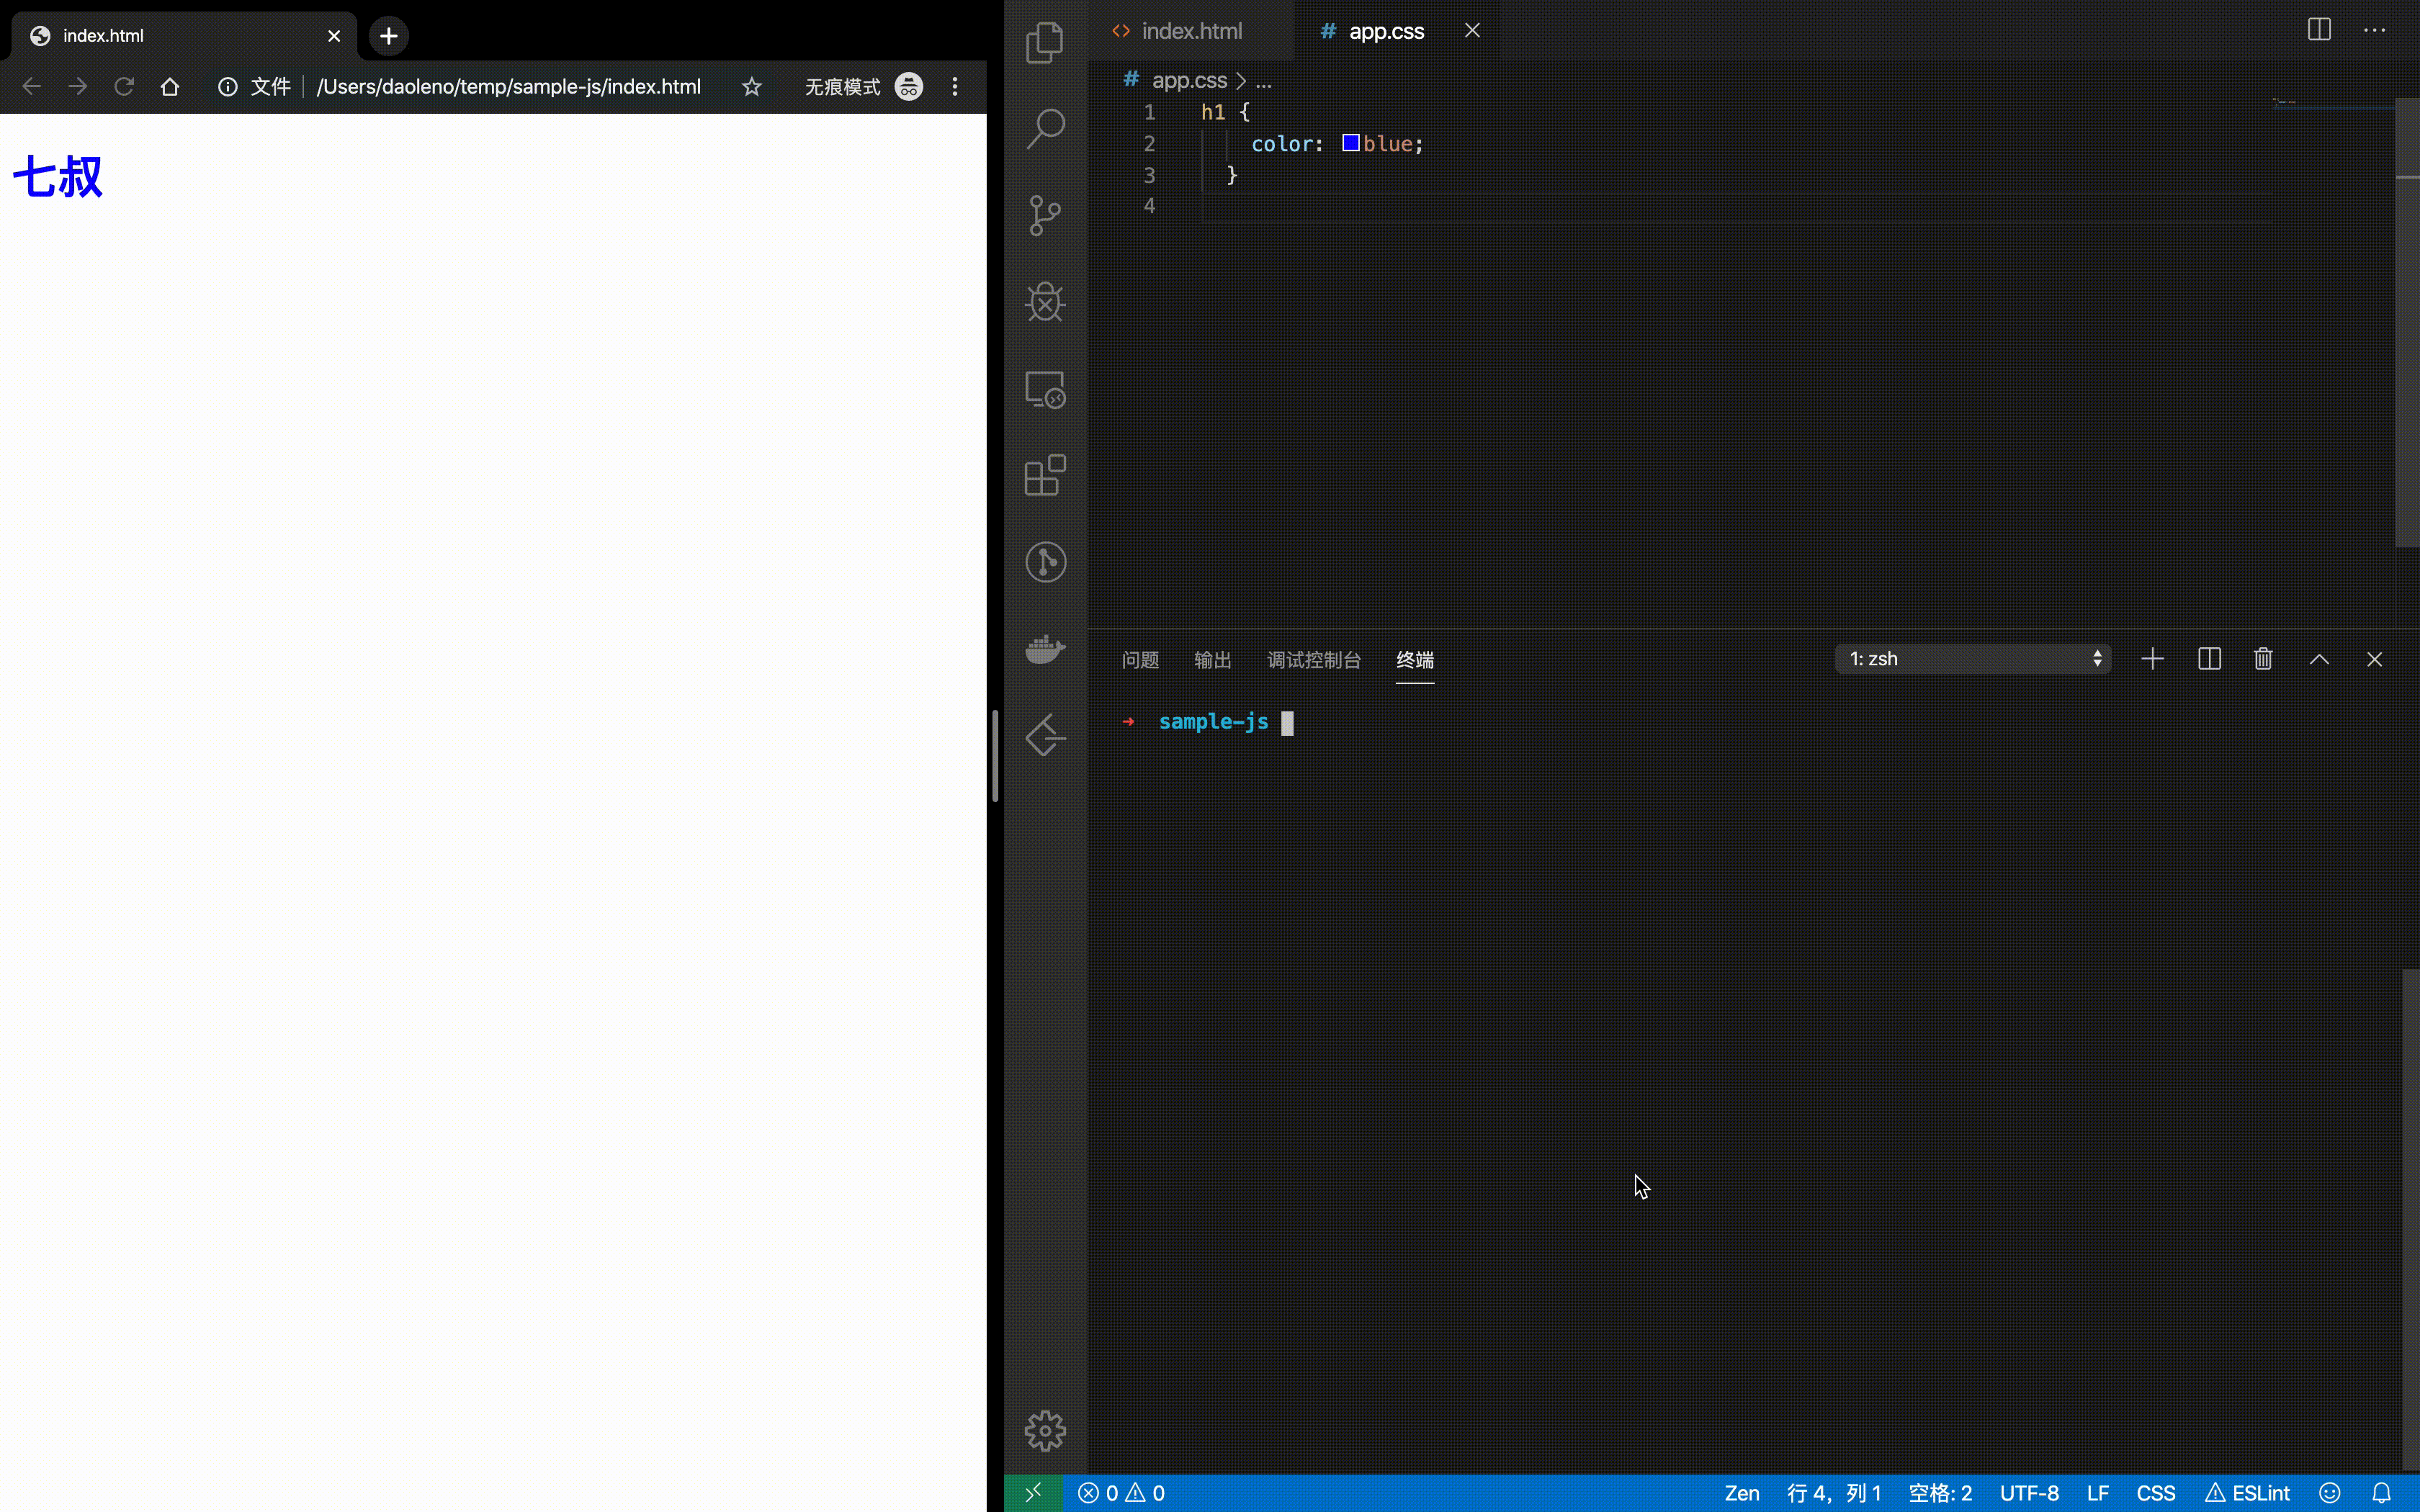 index.html
文件 /Users/daoleno/temp/sample-js/index.html 无痕模式
七叔
index.html # app.css
# app.css > ...
1 h1 {
2 color: blue;
3 }
4
问题 输出 调试控制台 终端 1: zsh
➜ sample-js
0 0 Zen 行 4，列 1 空格: 2 UTF-8 LF CSS ESLint